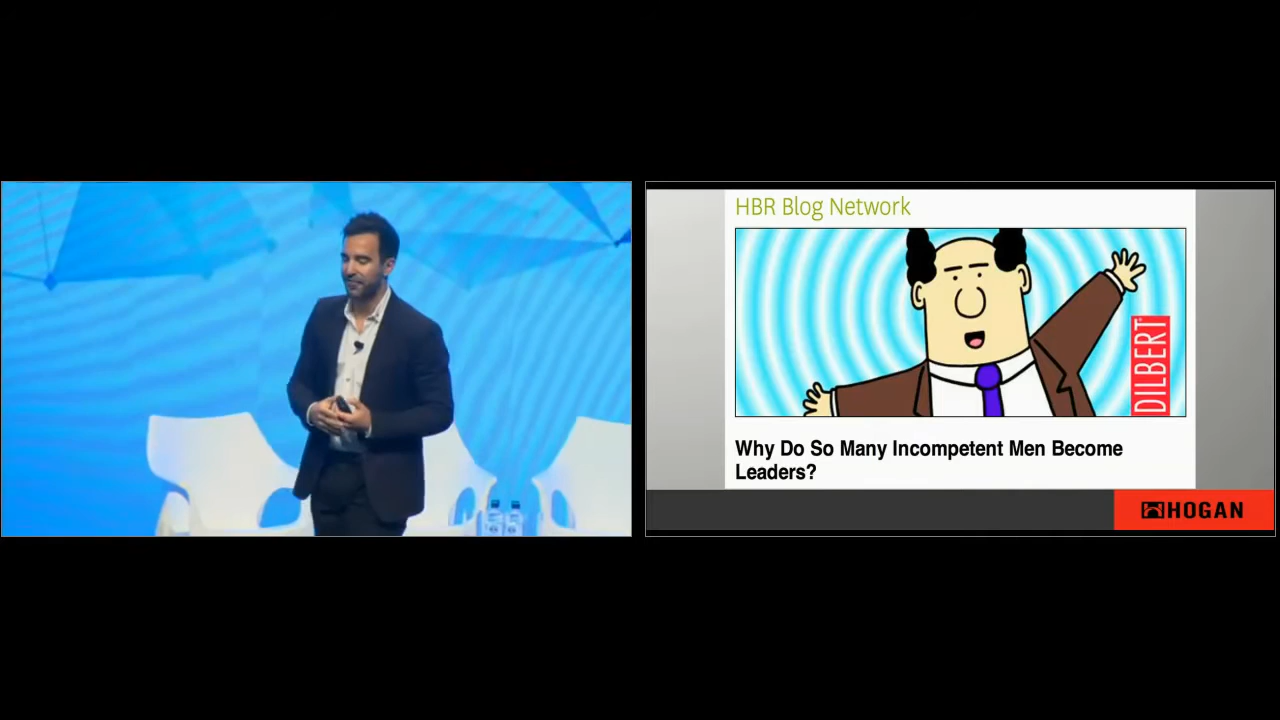 HBR Blog Network
DILBERT
Why Do So Many Incompetent Men Become
Leaders?
HOGAN